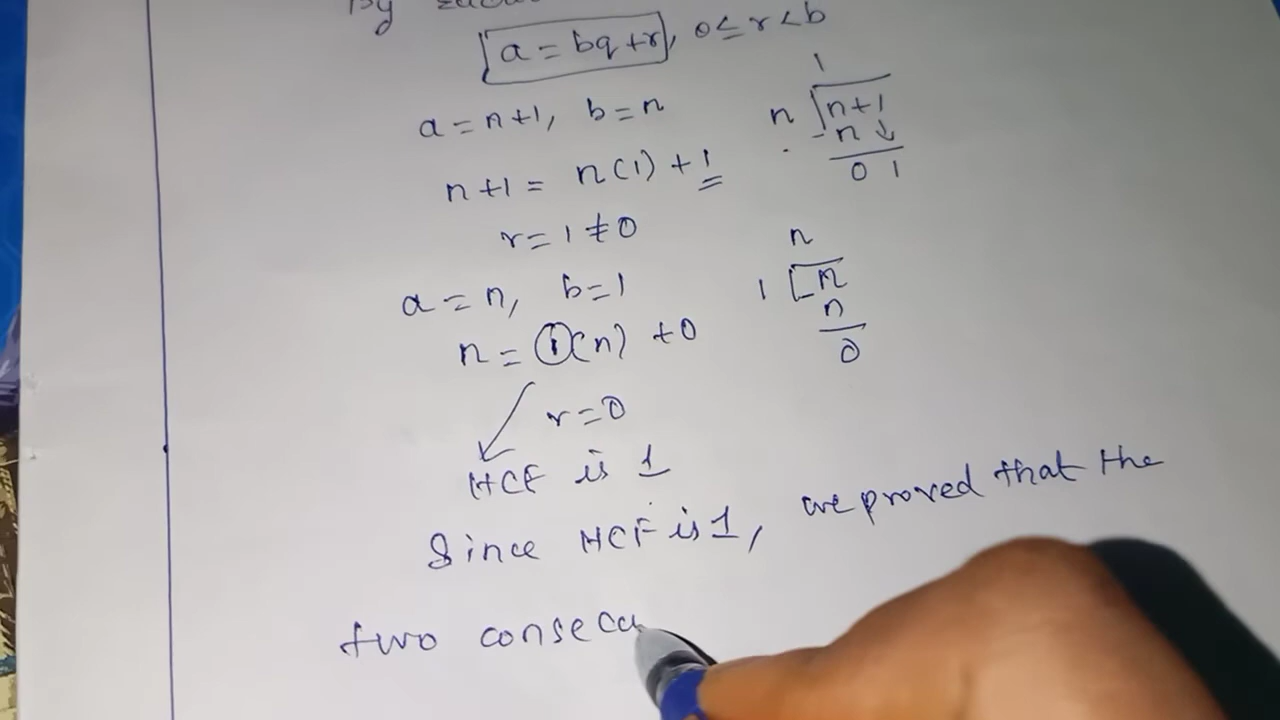 By
a = bq + r, 0 ≤ r < b
a = n+1, b = n
n+1 = n(1) + 1
r = 1 ≠ 0
a = n, b = 1
n = 1(n) + 0
r = 0
HCF is 1
Since HCF is 1, we proved that the
two consecu
1
n n+1
- n ↓
0 1
n
1 n
n
0